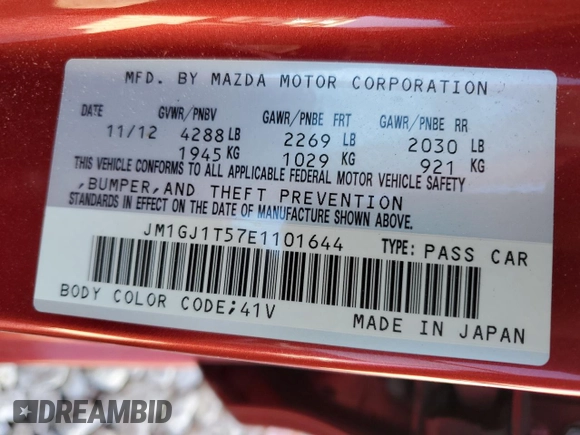 MFD. BY MAZDA MOTOR CORPORATION
DATE GVWR/PNBV GAWR/PNBE FRT GAWR/PNBE RR
11/12 4288 LB 2269 LB 2030 LB
1945 KG 1029 KG 921 KG
THIS VEHICLE CONFORMS TO ALL APPLICABLE FEDERAL MOTOR VEHICLE SAFETY
,BUMPER,AND THEFT PREVENTION
STANDARDS IN EFFECT ON THE DATE OF MANUFACTURE SHOWN ABOVE.
JM1GJ1T57E1101644 TYPE: PASS CAR
BODY COLOR CODE;41V
MADE IN JAPAN
DREAMBID